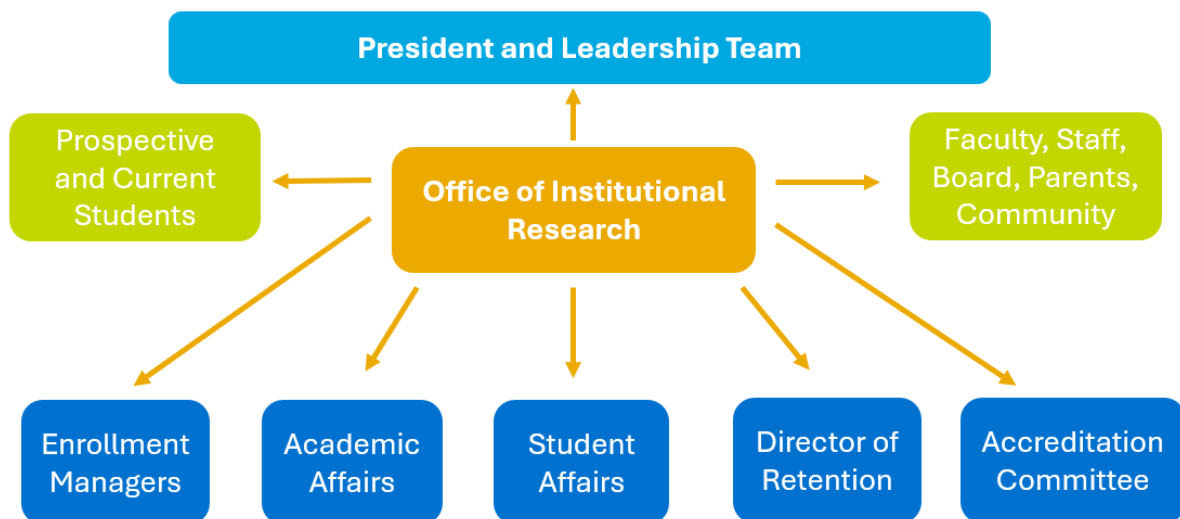 President and Leadership Team
Prospective
and Current
Students
Office of Institutional
Research
Faculty, Staff,
Board, Parents,
Community
Enrollment
Managers
Academic
Affairs
Student
Affairs
Director of
Retention
Accreditation
Committee